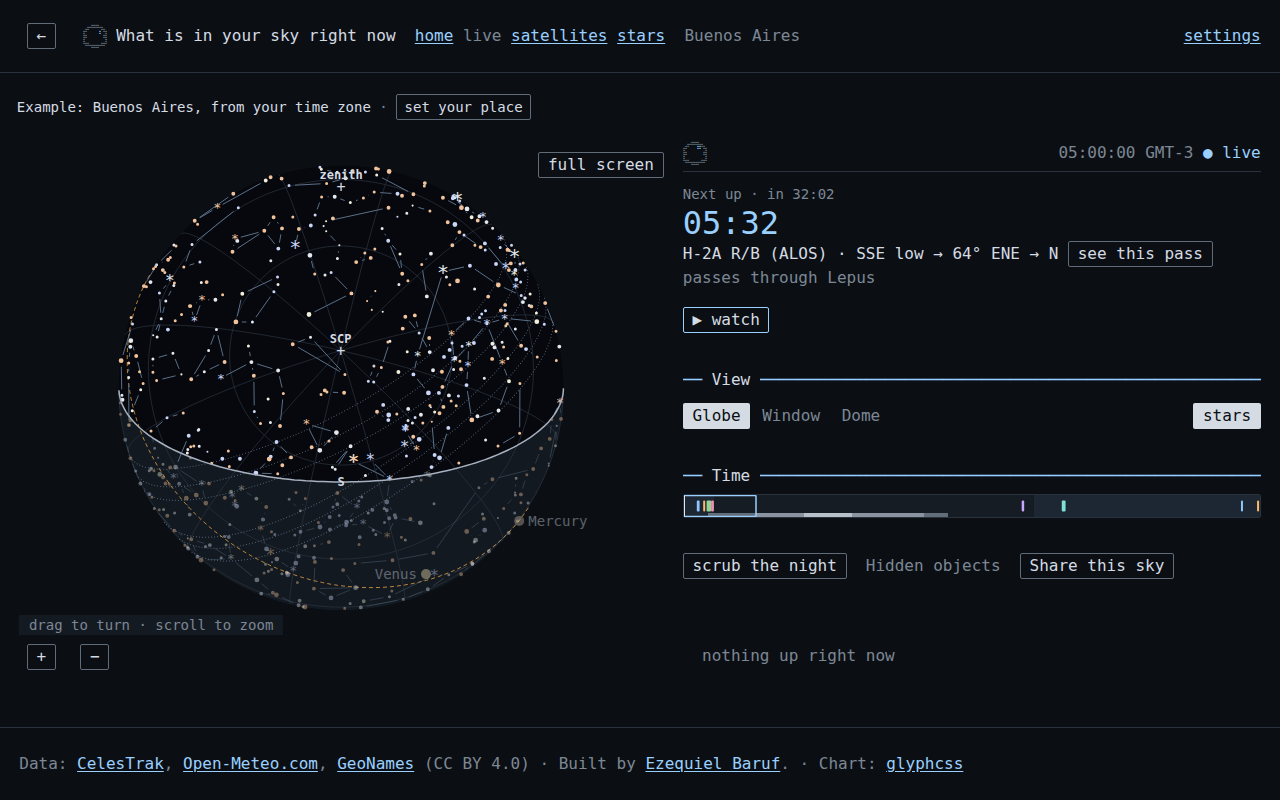 ← What is in your sky right now home live satellites stars Buenos Aires settings
Example: Buenos Aires, from your time zone · set your place
full screen
zenith
SCP
S
Mercury
Venus
drag to turn · scroll to zoom
+ −
05:00:00 GMT-3 ● live
Next up · in 32:02
05:32
H-2A R/B (ALOS) · SSE low → 64° ENE → N see this pass
passes through Lepus
▶ watch
View
Globe Window Dome stars
Time
scrub the night Hidden objects Share this sky
nothing up right now
Data: CelesTrak, Open-Meteo.com, GeoNames (CC BY 4.0) · Built by Ezequiel Baruf. · Chart: glyphcss